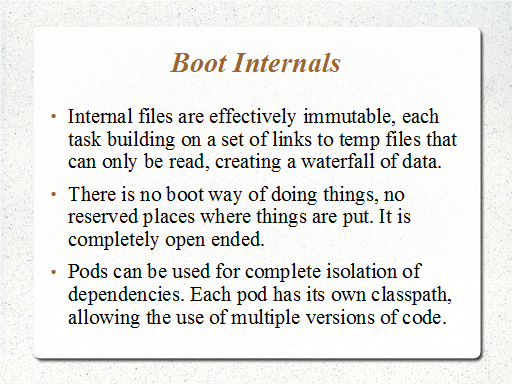 Boot Internals
• Internal files are effectively immutable, each
task building on a set of links to temp files that
can only be read, creating a waterfall of data.
• There is no boot way of doing things, no
reserved places where things are put. It is
completely open ended.
• Pods can be used for complete isolation of
dependencies. Each pod has its own classpath,
allowing the use of multiple versions of code.